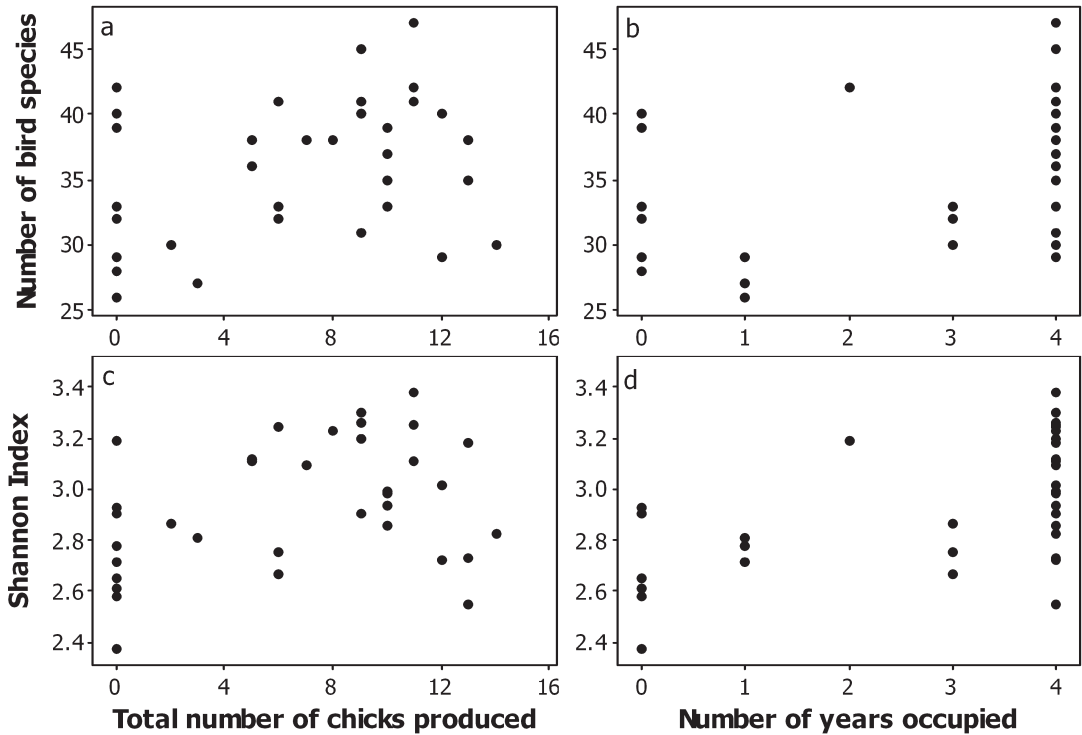 a
b
Number of bird species
45
40
35
30
25
45
40
35
30
25
0 4 8 12 16
0 1 2 3 4
c
d
Shannon Index
3.4
3.2
3.0
2.8
2.6
2.4
3.4
3.2
3.0
2.8
2.6
2.4
0 4 8 12 16
0 1 2 3 4
Total number of chicks produced
Number of years occupied